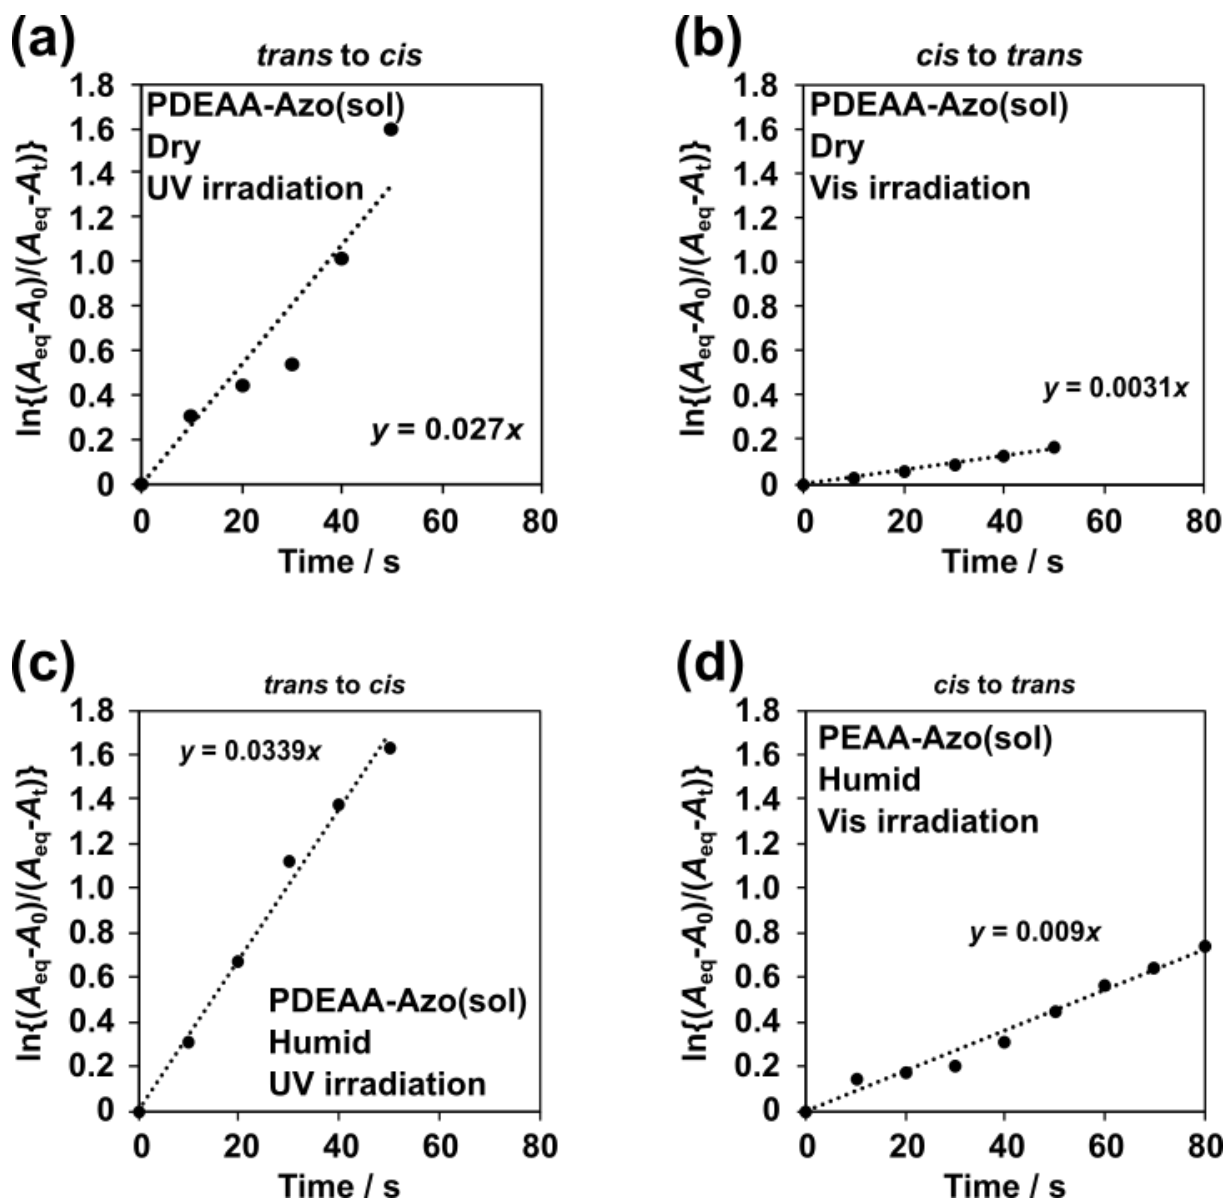 (a)
trans to cis
ln{(Aeq-A0)/(Aeq-At)}
1.8
1.6
1.4
1.2
1.0
0.8
0.6
0.4
0.2
0
PDEAA-Azo(sol)
Dry
UV irradiation
y = 0.027x
0 20 40 60 80
Time / s
(b)
cis to trans
ln{(Aeq-A0)/(Aeq-At)}
1.8
1.6
1.4
1.2
1.0
0.8
0.6
0.4
0.2
0
PDEAA-Azo(sol)
Dry
Vis irradiation
y = 0.0031x
0 20 40 60 80
Time / s
(c)
trans to cis
ln{(Aeq-A0)/(Aeq-At)}
1.8
1.6
1.4
1.2
1.0
0.8
0.6
0.4
0.2
0
y = 0.0339x
PDEAA-Azo(sol)
Humid
UV irradiation
0 20 40 60 80
Time / s
(d)
cis to trans
ln{(Aeq-A0)/(Aeq-At)}
1.8
1.6
1.4
1.2
1.0
0.8
0.6
0.4
0.2
0
PEAA-Azo(sol)
Humid
Vis irradiation
y = 0.009x
0 20 40 60 80
Time / s